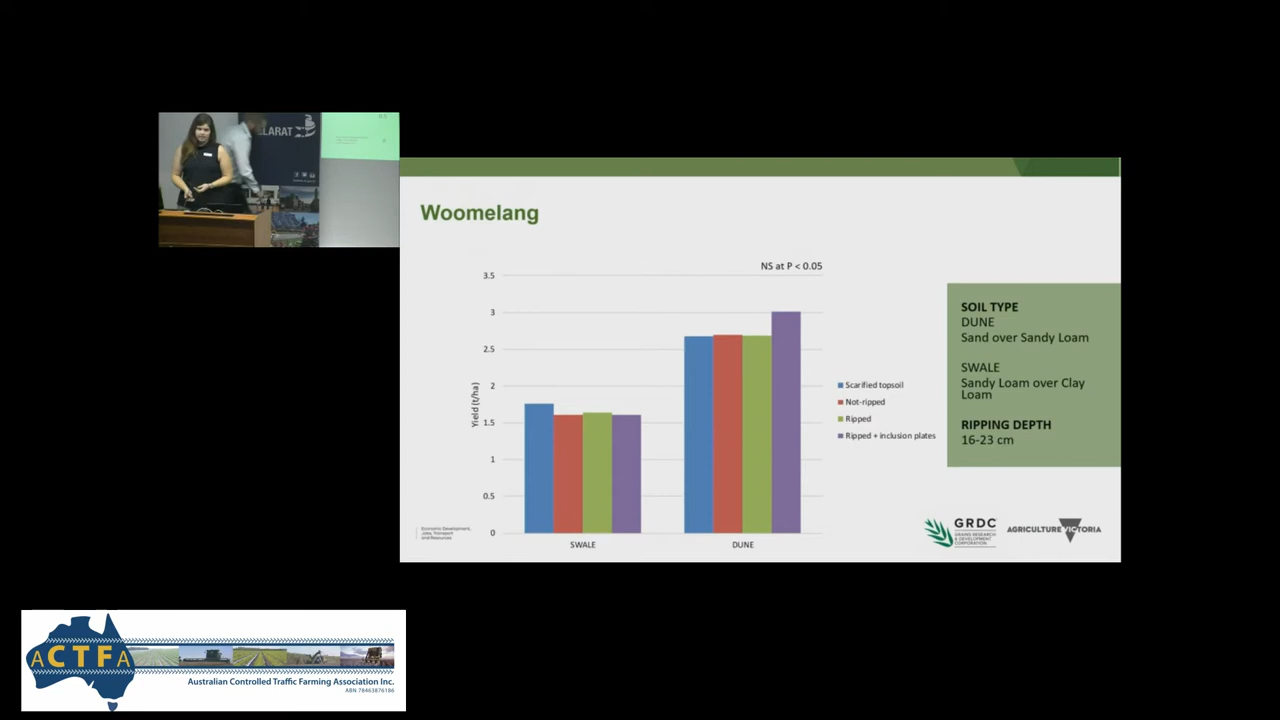 LARAT
Woomelang
NS at P < 0.05
3.5
3
2.5
2
1.5
1
0.5
0
Yield (t/ha)
SWALE
DUNE
Scarified topsoil
Not-ripped
Ripped
Ripped + inclusion plates
SOIL TYPE
DUNE
Sand over Sandy Loam
SWALE
Sandy Loam over Clay
Loam
RIPPING DEPTH
16-23 cm
Economic Development,
Jobs, Transport
and Resources
GRDC
GRAINS RESEARCH
& DEVELOPMENT
CORPORATION
AGRICULTURE VICTORIA
ACTFA
Australian Controlled Traffic Farming Association Inc.
ABN 78463876186